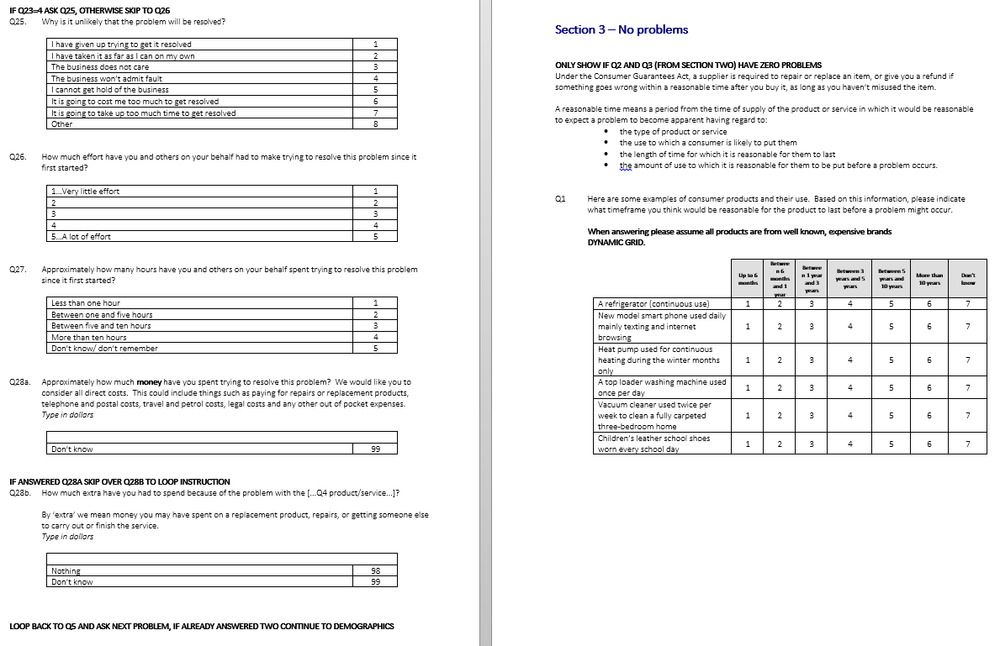 IF Q23=4 ASK Q25, OTHERWISE SKIP TO Q26
Q25. Why is it unlikely that the problem will be resolved?
I have given up trying to get it resolved 1
I have taken it as far as I can on my own 2
The business does not care 3
The business won't admit fault 4
I cannot get hold of the business 5
It is going to cost me too much to get resolved 6
It is going to take up too much time to get resolved 7
Other 8
Q26. How much effort have you and others on your behalf had to make trying to resolve this problem since it
first started?
1...Very little effort 1
2 2
3 3
4 4
5...A lot of effort 5
Q27. Approximately how many hours have you and others on your behalf spent trying to resolve this problem
since it first started?
Less than one hour 1
Between one and five hours 2
Between five and ten hours 3
More than ten hours 4
Don't know/ don't remember 5
Q28a. Approximately how much money have you spent trying to resolve this problem? We would like you to
consider all direct costs. This could include things such as paying for repairs or replacement products,
telephone and postal costs, travel and petrol costs, legal costs and any other out of pocket expenses.
Type in dollars
Don't know 99
IF ANSWERED Q28A SKIP OVER Q28B TO LOOP INSTRUCTION
Q28b. How much extra have you had to spend because of the problem with the [...Q4 product/service...]?
By 'extra' we mean money you may have spent on a replacement product, repairs, or getting someone else
to carry out or finish the service.
Type in dollars
Nothing 98
Don't know 99
LOOP BACK TO Q5 AND ASK NEXT PROBLEM, IF ALREADY ANSWERED TWO CONTINUE TO DEMOGRAPHICS
Section 3 – No problems
ONLY SHOW IF Q2 AND Q3 (FROM SECTION TWO) HAVE ZERO PROBLEMS
Under the Consumer Guarantees Act, a supplier is required to repair or replace an item, or give you a refund if
something goes wrong within a reasonable time after you buy it, as long as you haven't misused the item.
A reasonable time means a period from the time of supply of the product or service in which it would be reasonable
to expect a problem to become apparent having regard to:
• the type of product or service
• the use to which a consumer is likely to put them
• the length of time for which it is reasonable for them to last
• the amount of use to which it is reasonable for them to be put before a problem occurs.
Q1 Here are some examples of consumer products and their use. Based on this information, please indicate
what timeframe you think would be reasonable for the product to last before a problem might occur.
When answering please assume all products are from well known, expensive brands
DYNAMIC GRID.
Up to 6
months
Betwee
n 6
months
and 1
year
Betwee
n 1 year
and 3
years
Between 3
years and 5
years
Between 5
years and
10 years
More than
10 years
Don't
know
A refrigerator (continuous use) 1 2 3 4 5 6 7
New model smart phone used daily
mainly texting and internet 1 2 3 4 5 6 7
browsing
Heat pump used for continuous
heating during the winter months 1 2 3 4 5 6 7
only
A top loader washing machine used
once per day 1 2 3 4 5 6 7
Vacuum cleaner used twice per
week to clean a fully carpeted 1 2 3 4 5 6 7
three-bedroom home
Children's leather school shoes
worn every school day 1 2 3 4 5 6 7